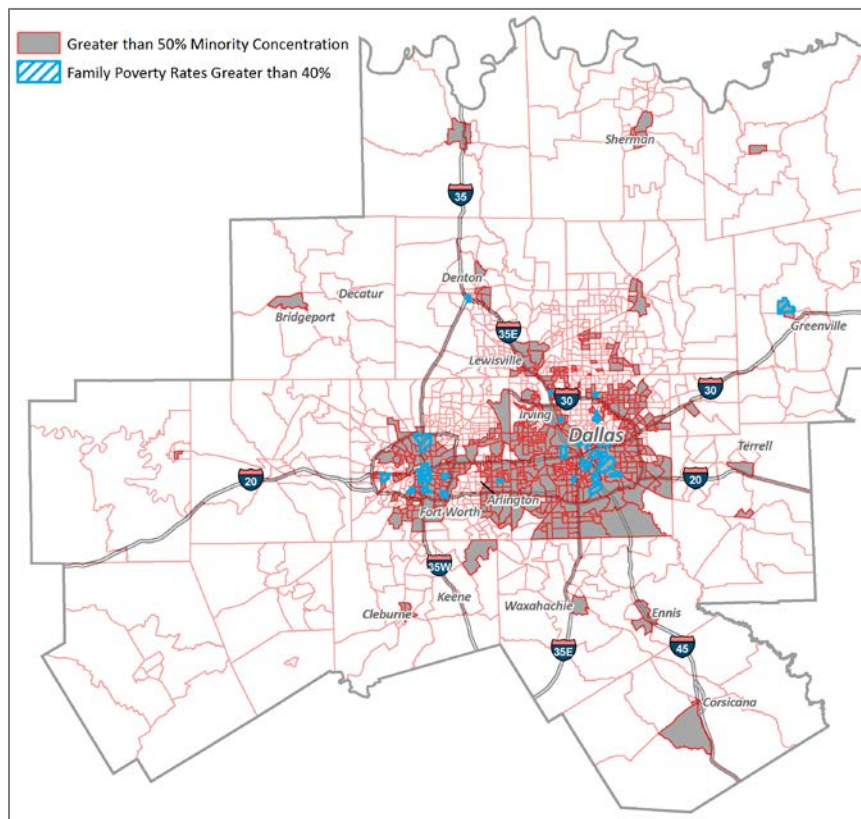 Greater than 50% Minority Concentration
Family Poverty Rates Greater than 40%
Sherman
35
Denton
Decatur
Bridgeport
Greenville
35E
Lewisville
30
30
Irving
Dallas
Terrell
20
20
Arlington
Fort Worth
35W
Keene
Cleburne
Waxahachie
Ennis
35E
45
Corsicana